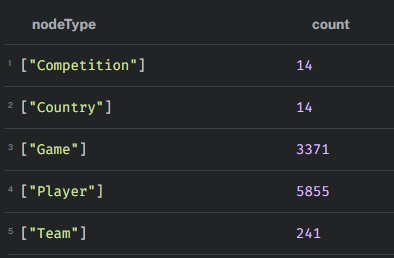 nodeType count
1 ["Competition"] 14
2 ["Country"] 14
3 ["Game"] 3371
4 ["Player"] 5855
5 ["Team"] 241